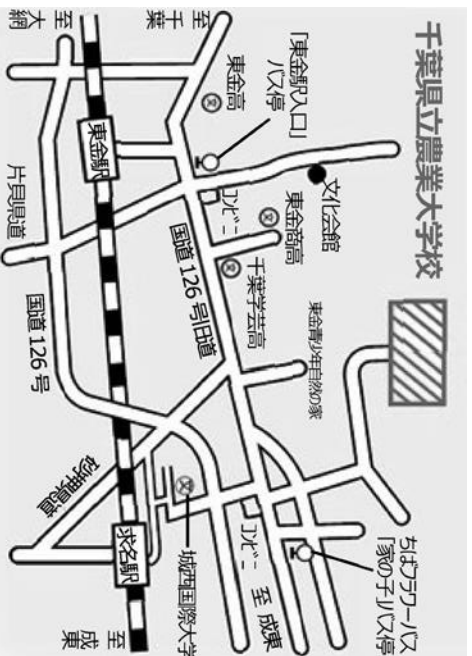 千葉県立農業大学校
至
千
葉
至
大
網
東金高
「東金駅入口」
バス停
文化会館
コンビニ
東金商高
千葉学芸高
東金青少年自然の家
東金駅
国道126号旧道
片貝県道
国道126号
砂押県道
求名駅
城西国際大学
コンビニ
ちばフラワーバス
「家の子」バス停
至 成東
至
成
東